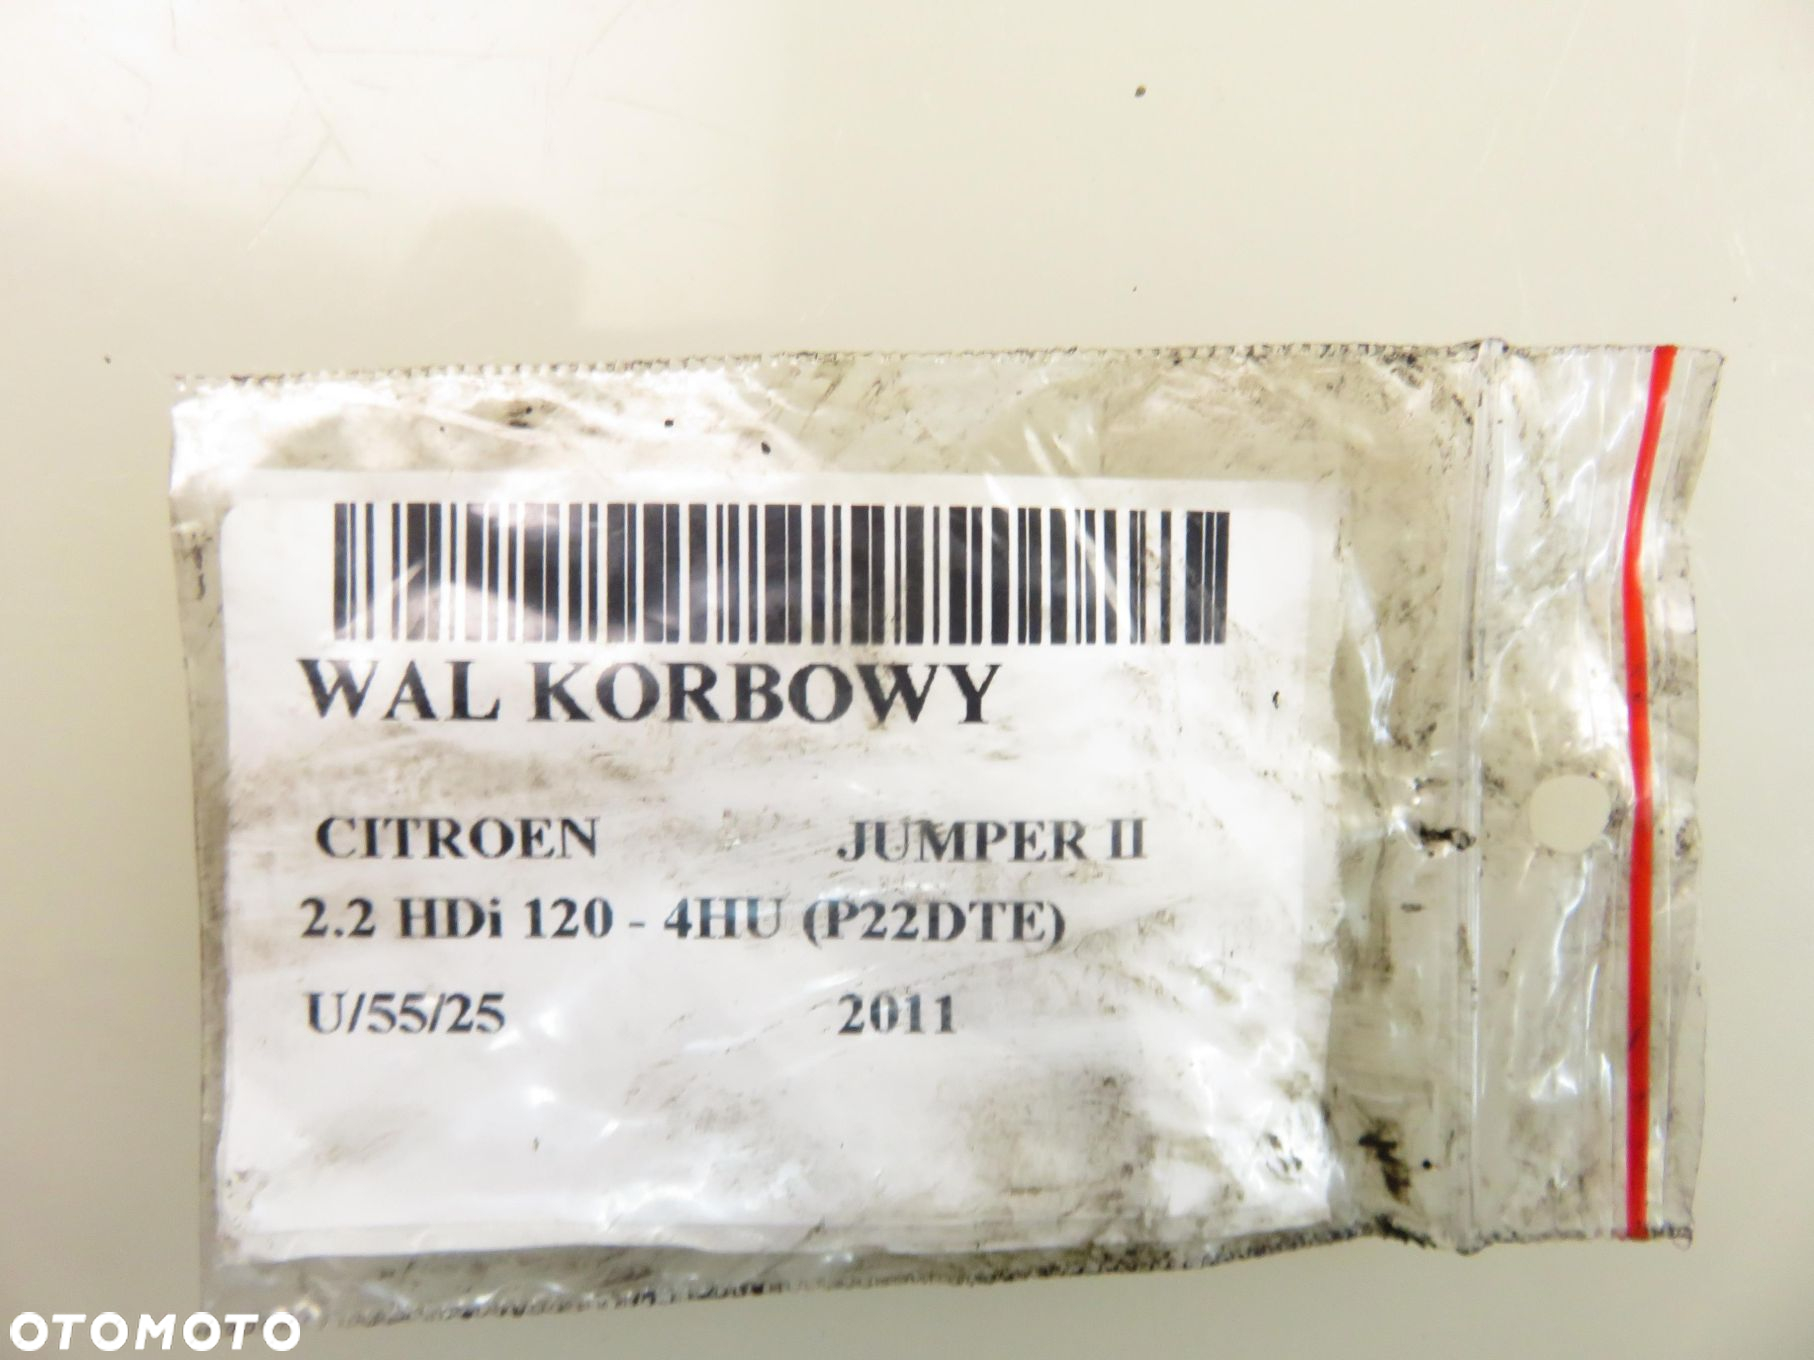 WAL KORBOWY
CITROEN JUMPER II
2.2 HDi 120 - 4HU (P22DTE)
U/55/25 2011
OTOMOTO